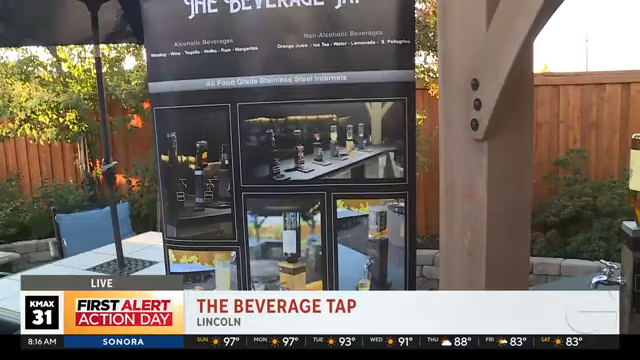 THE BEVERAGE TAP
Alcoholic Beverages
Non-Alcoholic Beverages
Whiskey - Wine - Tequila - Vodka - Rum - Margaritas
Orange Juice - Ice Tea - Water - Lemonade - S. Pellegrino
All Food Grade Stainless Steel Internals
LIVE
KMAX 31
FIRST ALERT
ACTION DAY
THE BEVERAGE TAP
LINCOLN
8:16 AM SONORA SUN 97° MON 97° TUE 93° WED 91° THU 88° FRI 83° SAT 83°